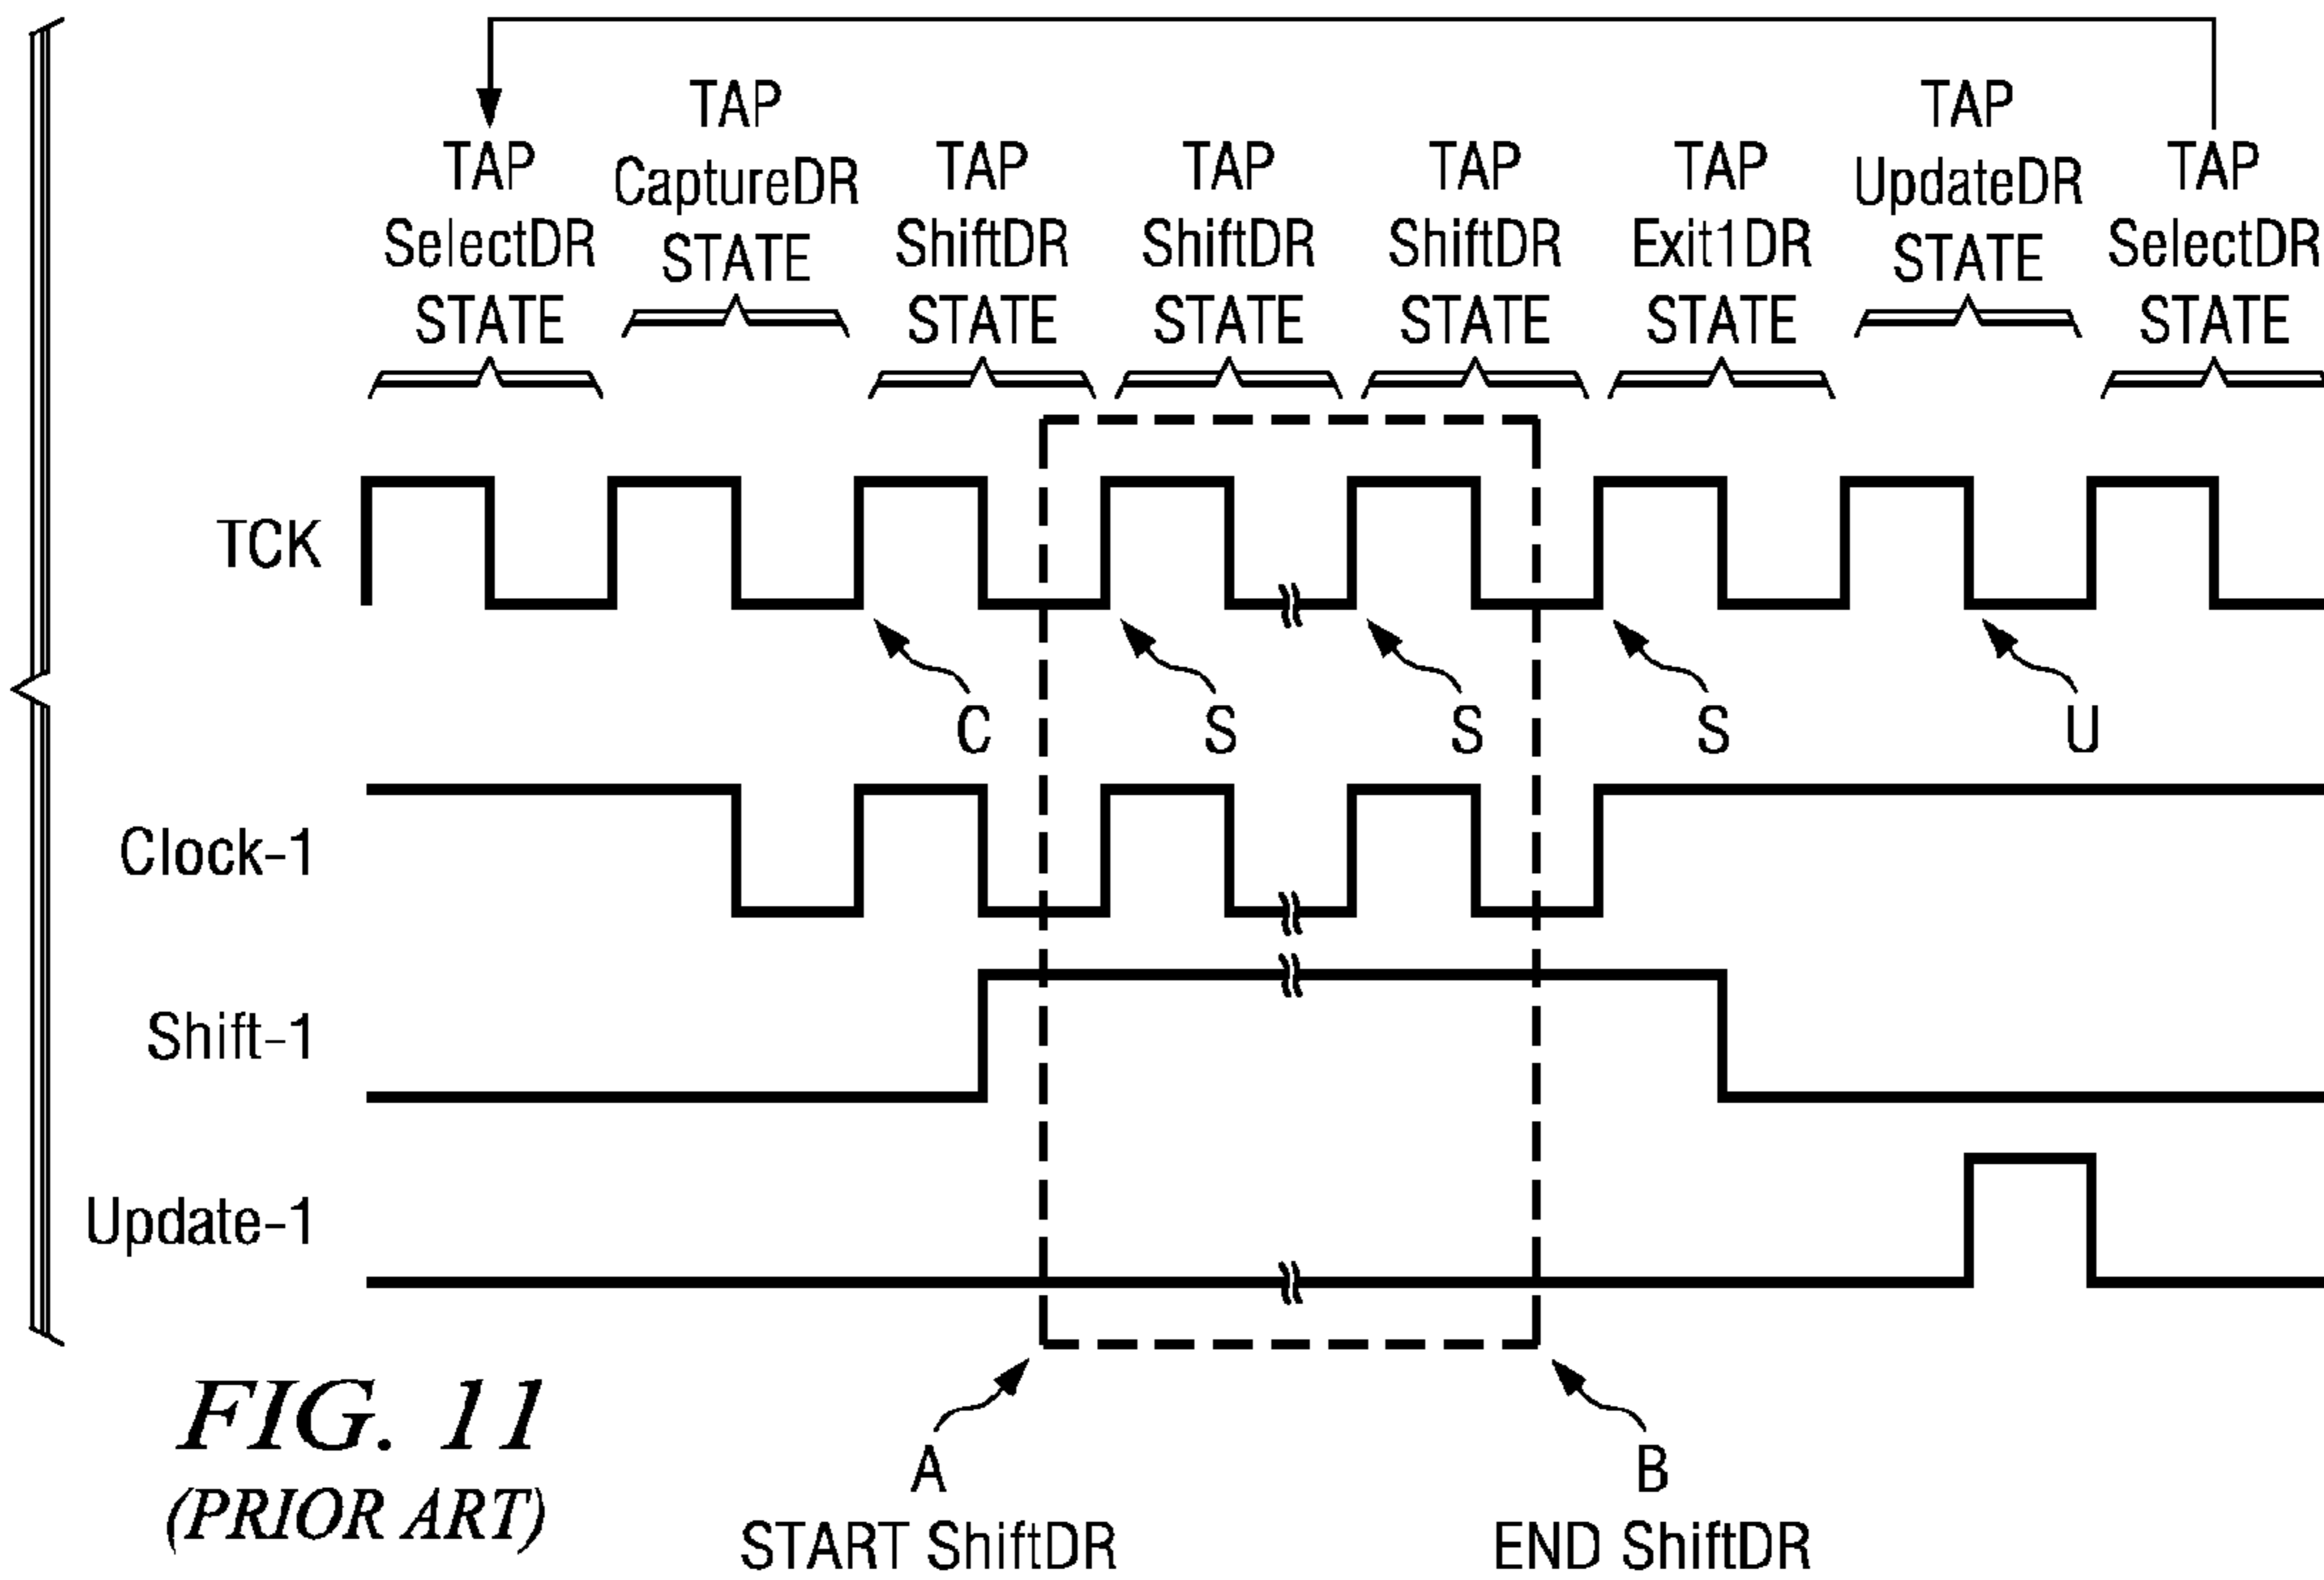 TAP
SelectDR
STATE
TAP
CaptureDR
STATE
TAP
ShiftDR
STATE
TAP
ShiftDR
STATE
TAP
ShiftDR
STATE
TAP
Exit1DR
STATE
TAP
UpdateDR
STATE
TAP
SelectDR
STATE
TCK
C
S
S
S
U
Clock-1
Shift-1
Update-1
A
START ShiftDR
B
END ShiftDR
FIG. 11
(PRIOR ART)